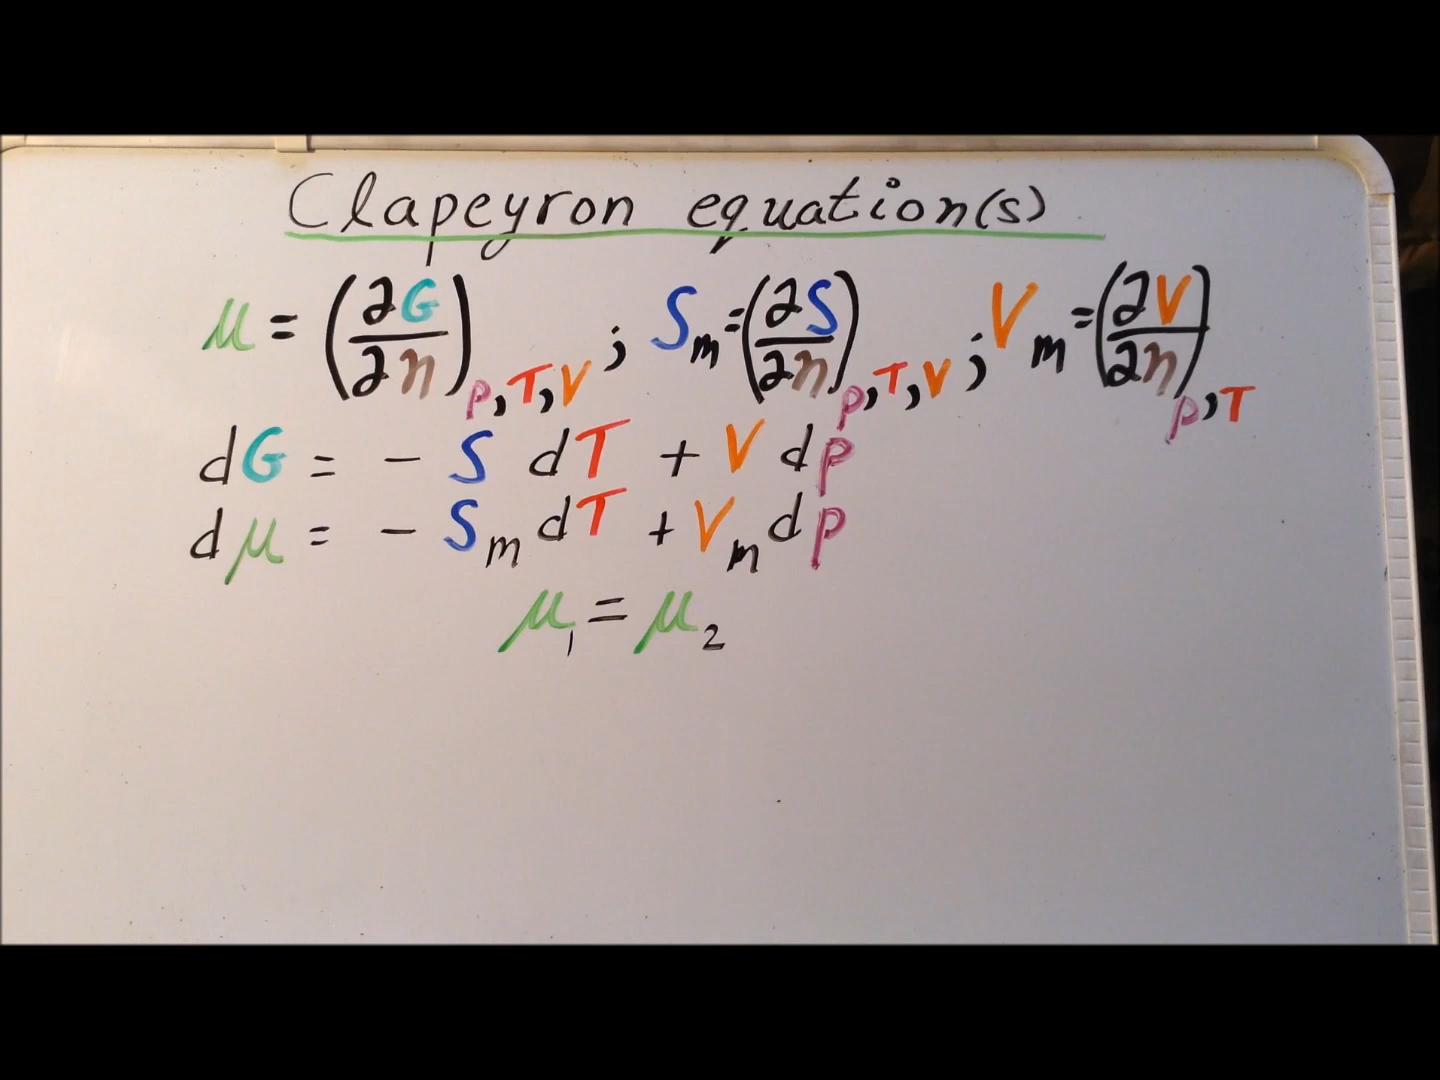 Clapeyron equation(s)
μ = (∂G/∂n)p,T,V ; Sm = (∂S/∂n)p,T,V ; Vm = (∂V/∂n)p,T
dG = - S dT + V dp
dμ = - Sm dT + Vm dp
μ1 = μ2